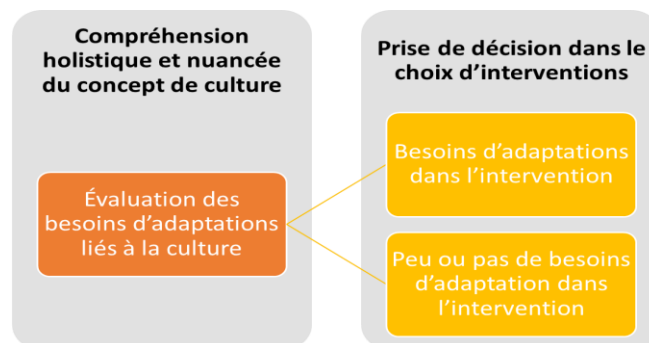 Compréhension
holistique et nuancée
du concept de culture
Évaluation des
besoins d'adaptations
liés à la culture
Prise de décision dans le
choix d'interventions
Besoins d'adaptations
dans l'intervention
Peu ou pas de besoins
d'adaptation dans
l'intervention